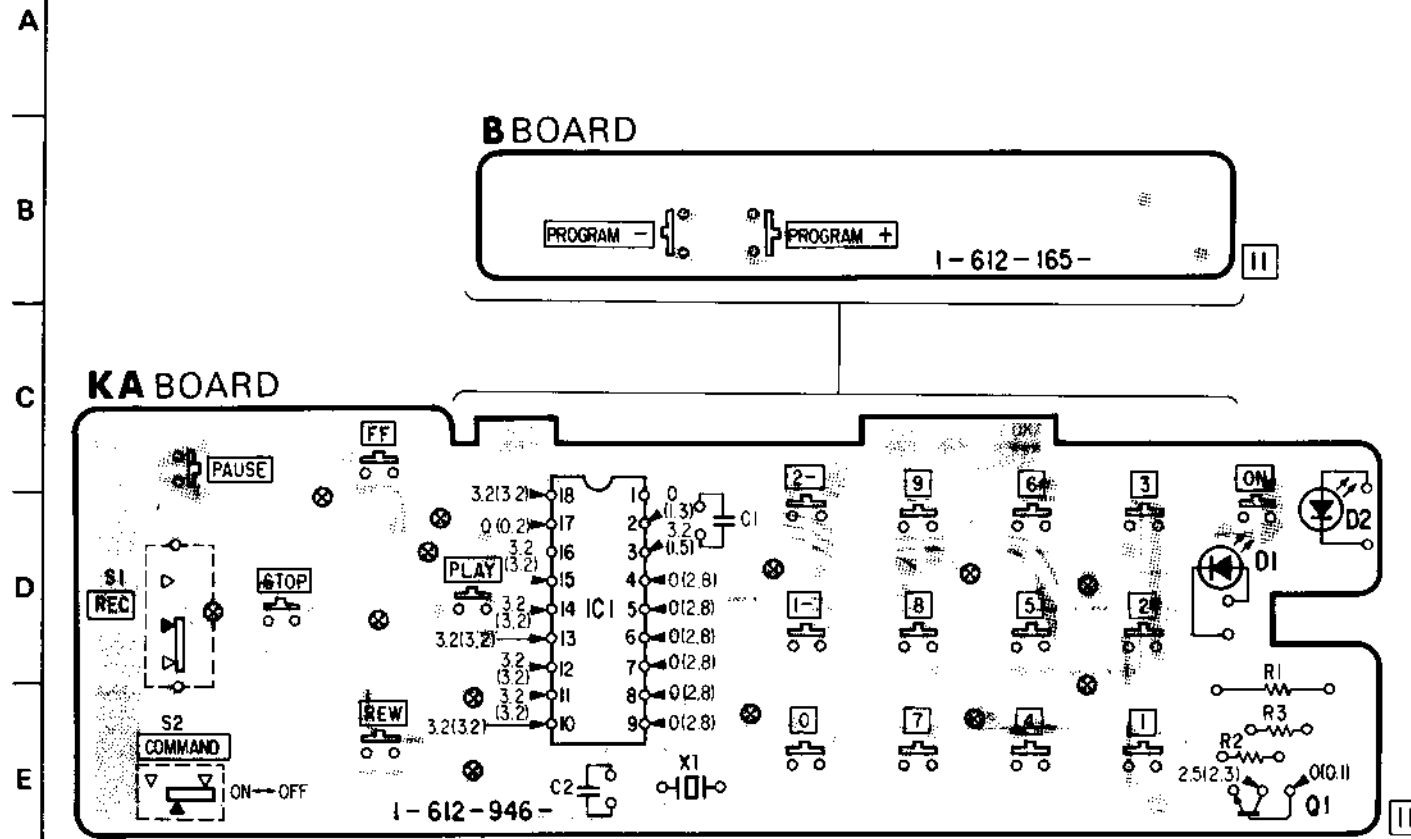 A
B
C
D
E
B BOARD
PROGRAM −
PROGRAM +
1-612-165-
11
KA BOARD
FF
PAUSE
S1
REC
STOP
PLAY
REW
S2
COMMAND
ON↔OFF
1-612-946-
IC1
3.2(3.2) 18
0(0.2) 17
3.2 16
(3.2) 15
3.2 14
(3.2)
3.2(3.2) 13
3.2 12
(3.2)
3.2 11
(3.2)
3.2(3.2) 10
1 0
2 (1.3)
3.2
3 (1.5)
4 0(2.8)
5 0(2.8)
6 0(2.8)
7 0(2.8)
8 0(2.8)
9 0(2.8)
C1
C2
X1
2- 9 6 3 ON
1- 8 5 2
0 7 4 1
D2
D1
R1
R3
R2
2.5(2.3) 0(0.1)
Q1